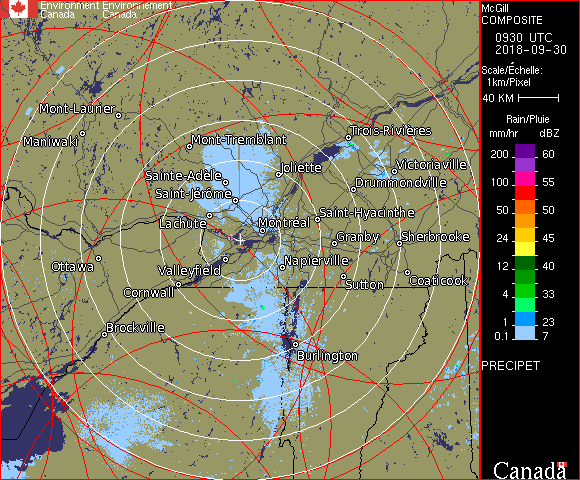 Environment Environnement
Canada Canada
McGill
COMPOSITE
0930 UTC
2018-09-30
Scale/Échelle:
1km/Pixel
40 KM
Rain/Pluie
mm/hr dBZ
200 60
100 55
50 50
24 45
12 40
4 33
1 23
0.1 7
PRECIPET
Canada
Mont-Laurier
Maniwaki
Mont-Tremblant
Trois-Rivières
Sainte-Adèle
Joliette
Victoriaville
Saint-Jérôme
Drummondville
Lachute
Montréal
Saint-Hyacinthe
Granby
Sherbrooke
Ottawa
Valleyfield
Napierville
Cornwall
Sutton
Coaticook
Brockville
Burlington